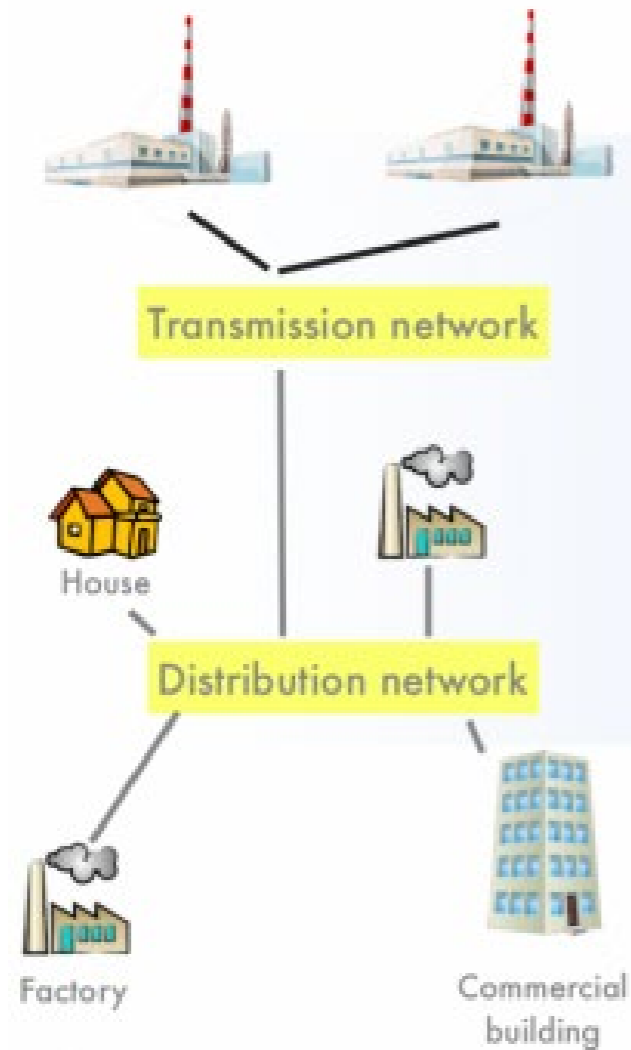 Transmission network
House
Distribution network
Factory
Commercial
building